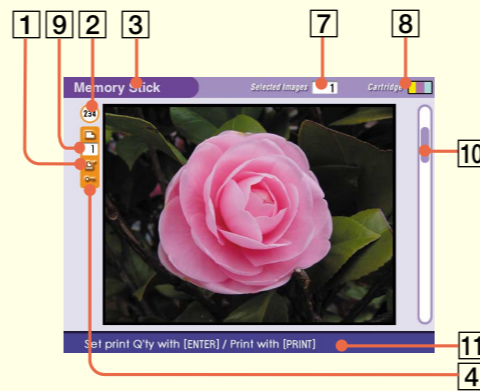 1 9 2 3 7 8
Memory Stick Selected Images 1 Cartridge
234
1
10
Set print Q'ty with [ENTER] / Print with [PRINT]
11
4